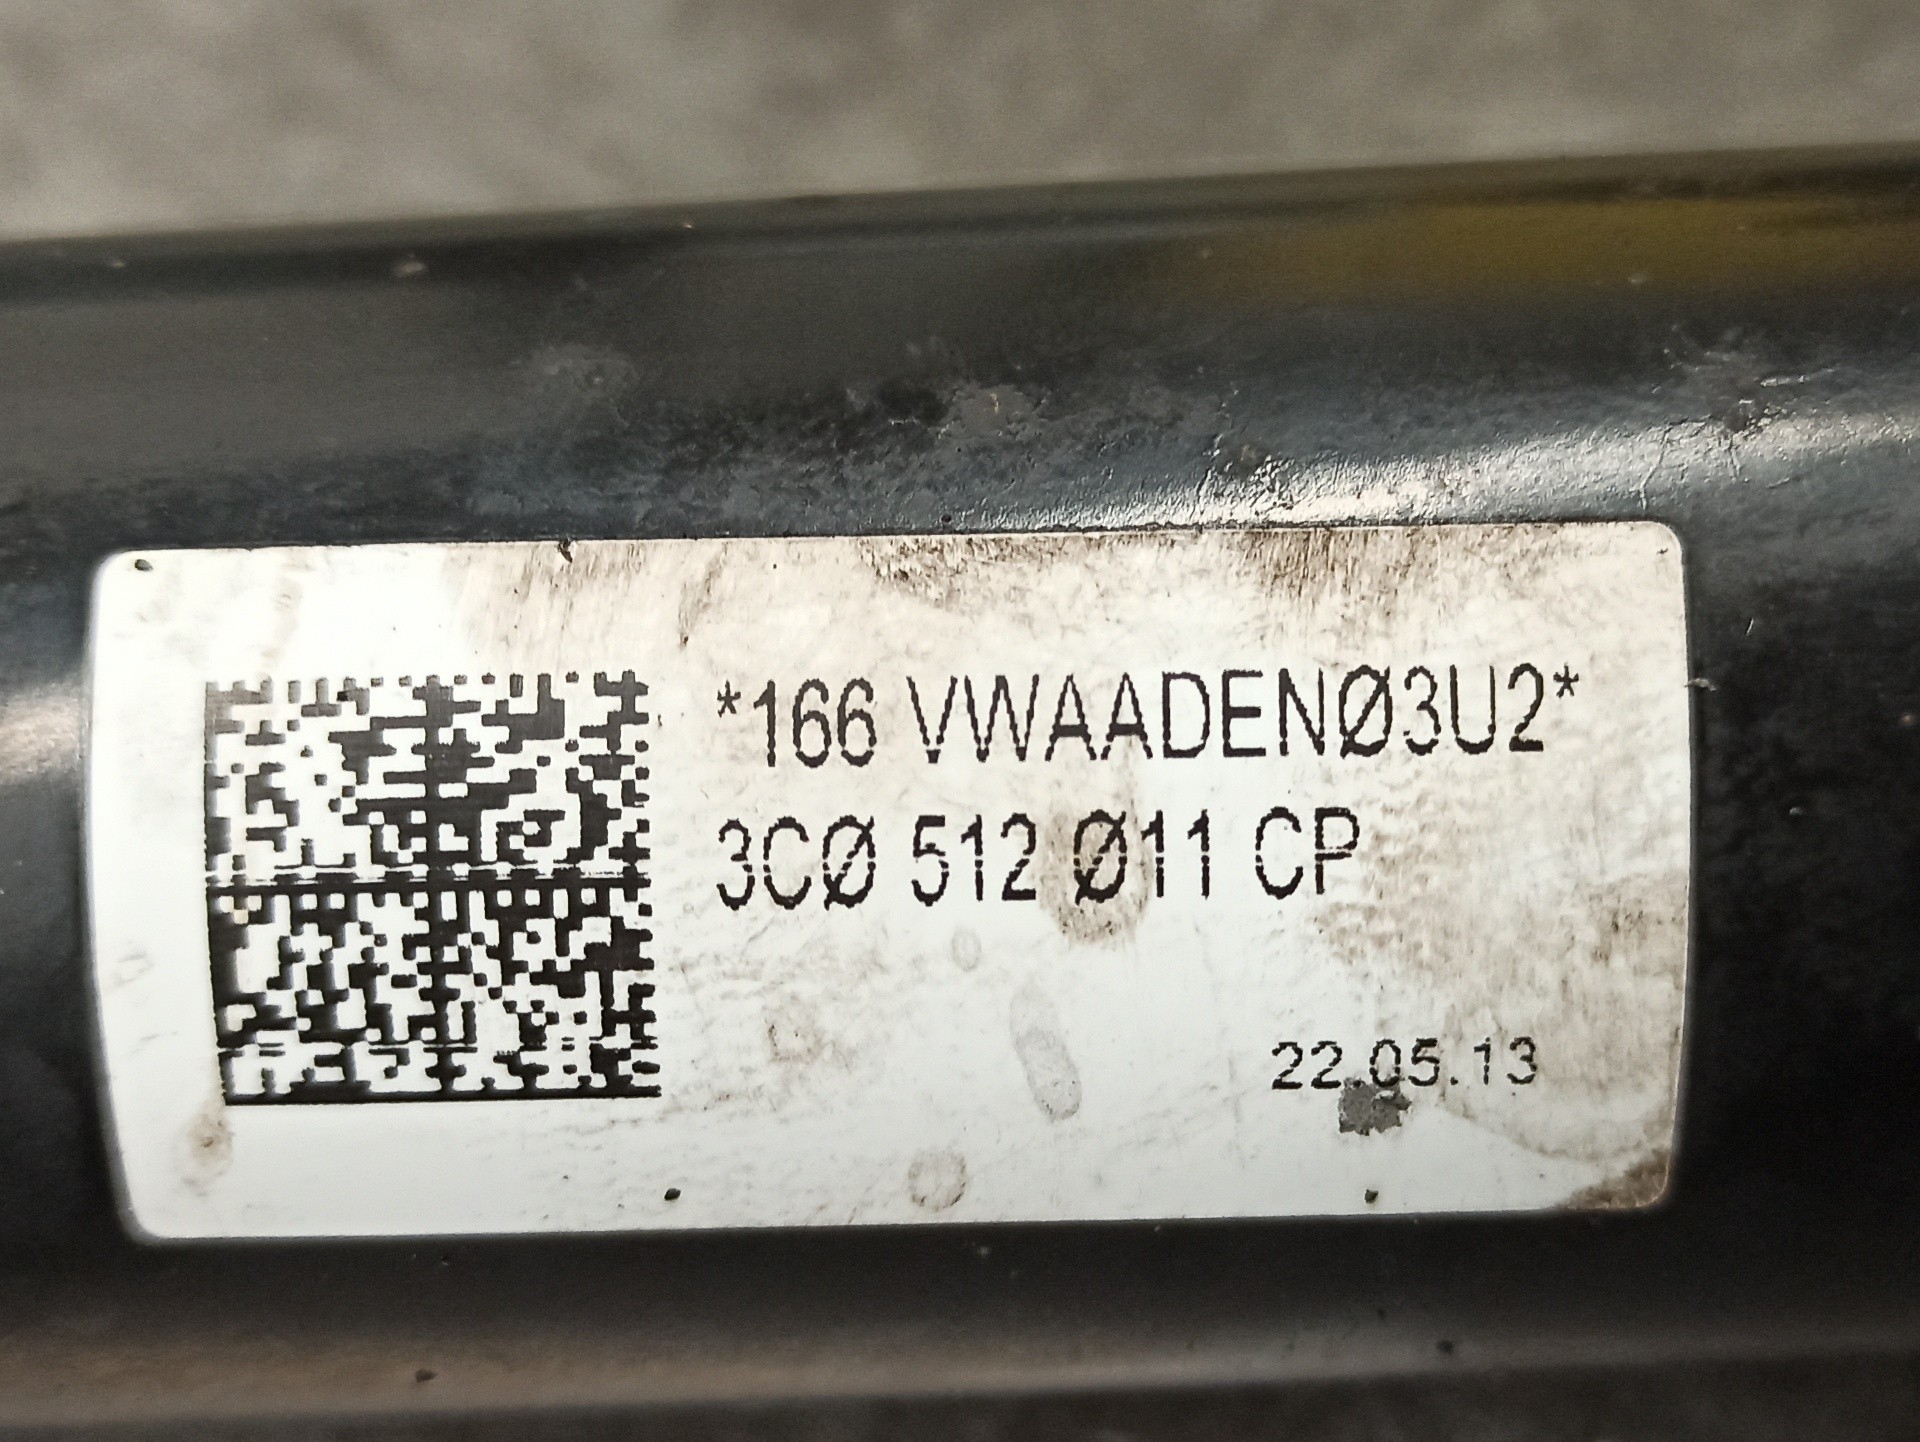 *166 VWAADENØ3U2*
3CØ 512 Ø11 CP
22.05.13